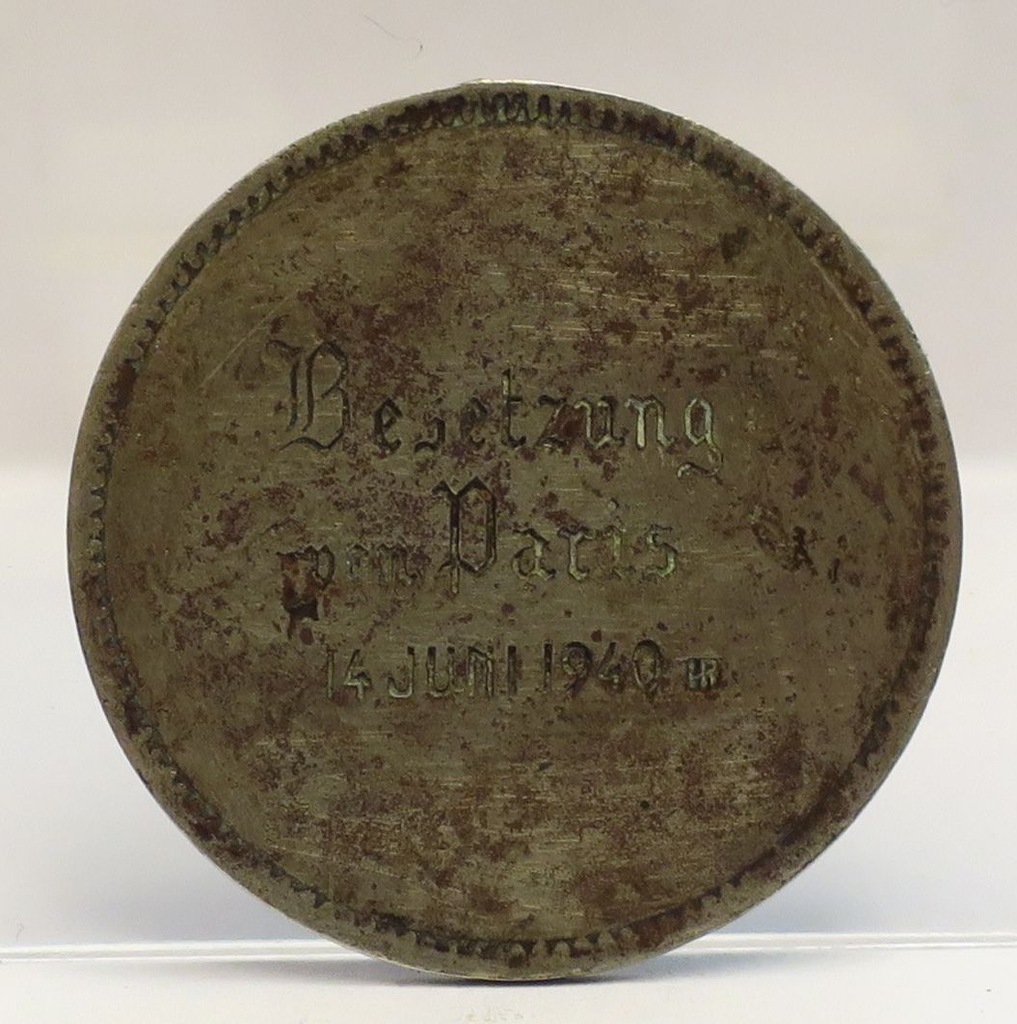 Besetzung
von Paris
14 JUNI 1940